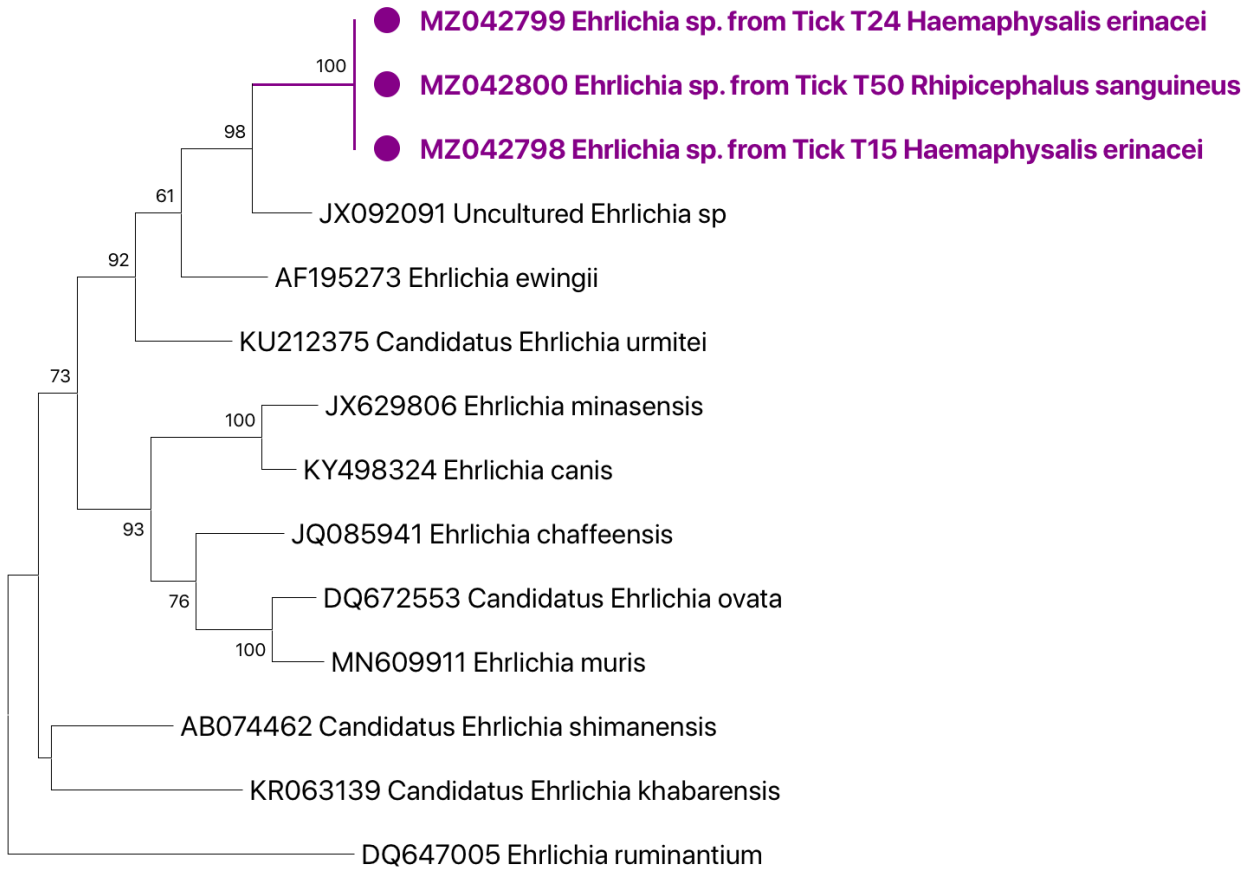 MZ042799 Ehrlichia sp. from Tick T24 Haemaphysalis erinacei
100
MZ042800 Ehrlichia sp. from Tick T50 Rhipicephalus sanguineus
98
MZ042798 Ehrlichia sp. from Tick T15 Haemaphysalis erinacei
61
JX092091 Uncultured Ehrlichia sp
92
AF195273 Ehrlichia ewingii
KU212375 Candidatus Ehrlichia urmitei
73
JX629806 Ehrlichia minasensis
100
KY498324 Ehrlichia canis
93
JQ085941 Ehrlichia chaffeensis
76
DQ672553 Candidatus Ehrlichia ovata
100
MN609911 Ehrlichia muris
AB074462 Candidatus Ehrlichia shimanensis
KR063139 Candidatus Ehrlichia khabarensis
DQ647005 Ehrlichia ruminantium